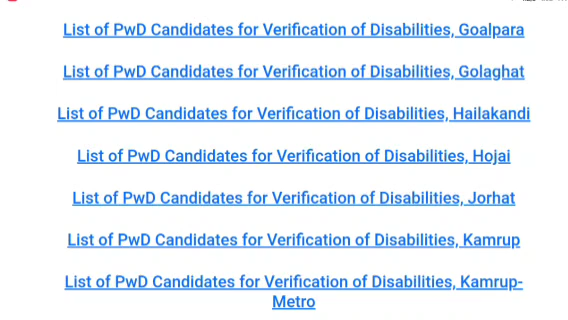 List of PwD Candidates for Verification of Disabilities, Goalpara
List of PwD Candidates for Verification of Disabilities, Golaghat
List of PwD Candidates for Verification of Disabilities, Hailakandi
List of PwD Candidates for Verification of Disabilities, Hojai
List of PwD Candidates for Verification of Disabilities, Jorhat
List of PwD Candidates for Verification of Disabilities, Kamrup
List of PwD Candidates for Verification of Disabilities, Kamrup-
Metro